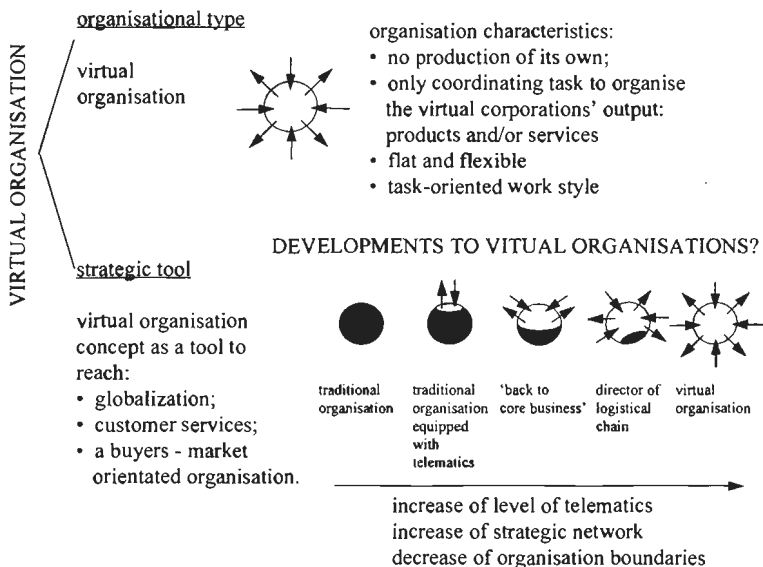 VIRTUAL ORGANISATION
organisational type
virtual
organisation
organisation characteristics:
• no production of its own;
• only coordinating task to organise
the virtual corporations' output:
products and/or services
• flat and flexible
• task-oriented work style
DEVELOPMENTS TO VITUAL ORGANISATIONS?
strategic tool
virtual organisation
concept as a tool to
reach:
• globalization;
• customer services;
• a buyers - market
orientated organisation.
traditional
organisation
traditional
organisation
equipped
with
telematics
'back to
core business'
director of
logistical
chain
virtual
organisation
increase of level of telematics
increase of strategic network
decrease of organisation boundaries